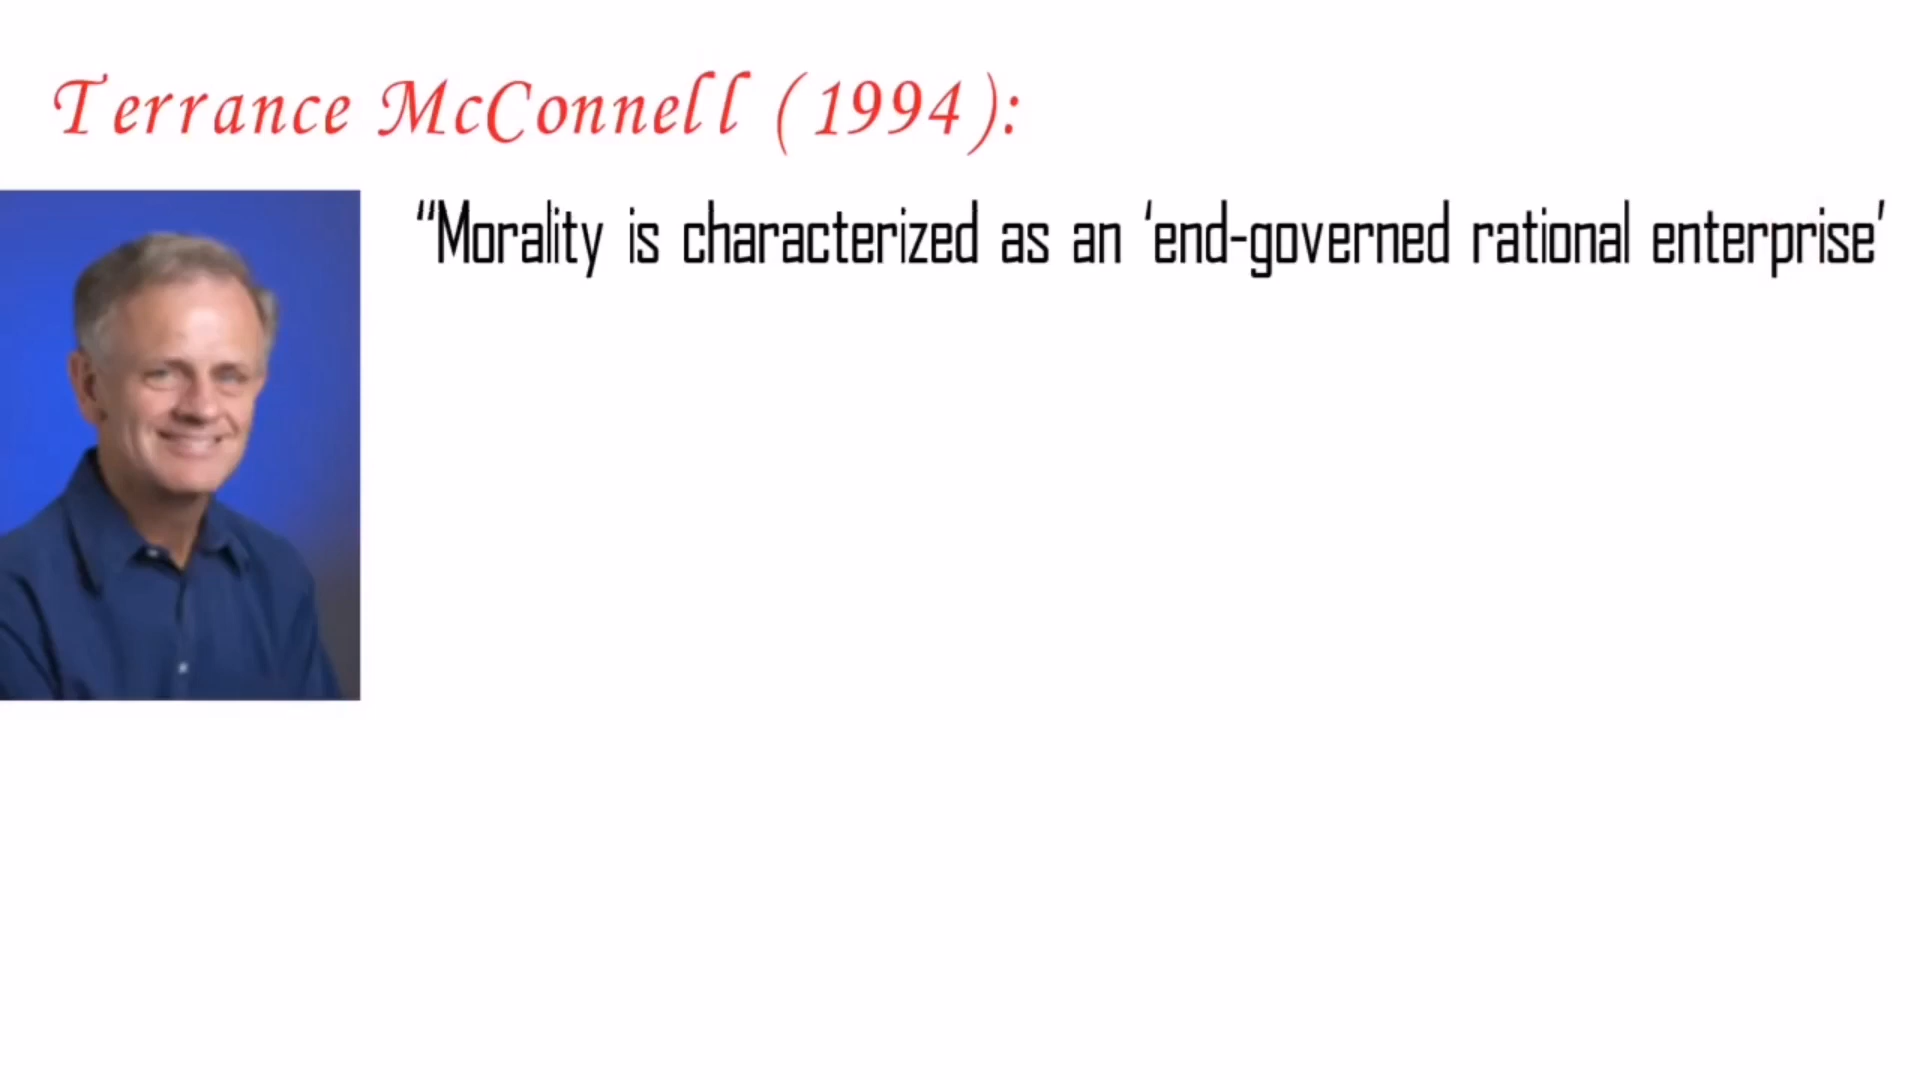 Terrance McConnell (1994):
“Morality is characterized as an ‘end-governed rational enterprise’